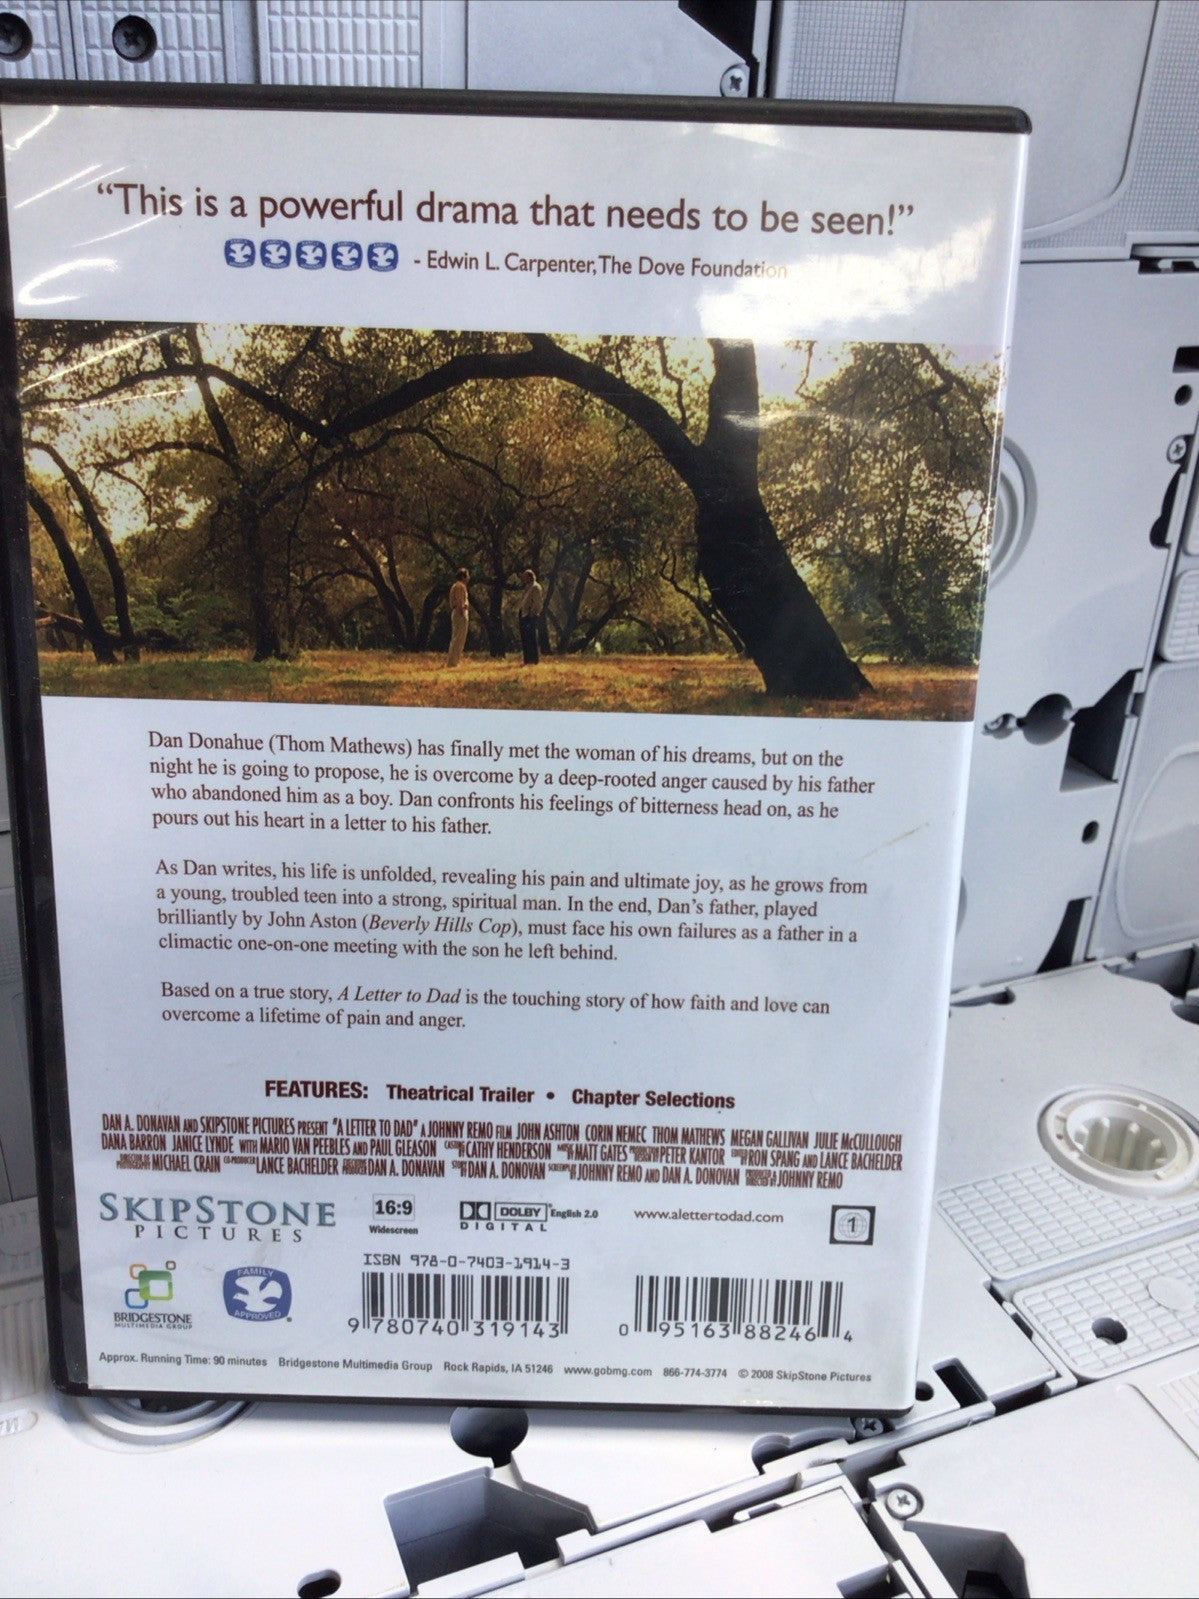 “This is a powerful drama that needs to be seen!”
- Edwin L. Carpenter, The Dove Foundation
Dan Donahue (Thom Mathews) has finally met the woman of his dreams, but on the
night he is going to propose, he is overcome by a deep-rooted anger caused by his father
who abandoned him as a boy. Dan confronts his feelings of bitterness head on, as he
pours out his heart in a letter to his father.
As Dan writes, his life is unfolded, revealing his pain and ultimate joy, as he grows from
a young, troubled teen into a strong, spiritual man. In the end, Dan’s father, played
brilliantly by John Aston (Beverly Hills Cop), must face his own failures as a father in a
climactic one-on-one meeting with the son he left behind.
Based on a true story, A Letter to Dad is the touching story of how faith and love can
overcome a lifetime of pain and anger.
FEATURES: Theatrical Trailer • Chapter Selections
DAN A. DONAVAN AND SKIPSTONE PICTURES PRESENT "A LETTER TO DAD" A JOHNNY REMO FILM JOHN ASHTON CORIN NEMEC THOM MATHEWS MEGAN GALLIVAN JULIE McCULLOUGH
DANA BARRON JANICE LYNDE WITH MARIO VAN PEEBLES AND PAUL GLEASON CATHY HENDERSON MATT GATES PETER KANTOR RON SPANG AND LANCE BACHELDER
MICHAEL CRAIN LANCE BACHELDER DAN A. DONAVAN DAN A. DONOVAN JOHNNY REMO AND DAN A. DONOVAN JOHNNY REMO
SKIPSTONE
PICTURES
16:9
Widescreen
DOLBY English 2.0
DIGITAL
www.alettertodad.com
1
ISBN 978-0-7403-1914-3
BRIDGESTONE
MULTIMEDIA GROUP
FAMILY
APPROVED
9 780740 319143
0 95163 88246 4
Approx. Running Time: 90 minutes Bridgestone Multimedia Group Rock Rapids, IA 51246 www.gobmg.com 866-774-3774 © 2008 SkipStone Pictures